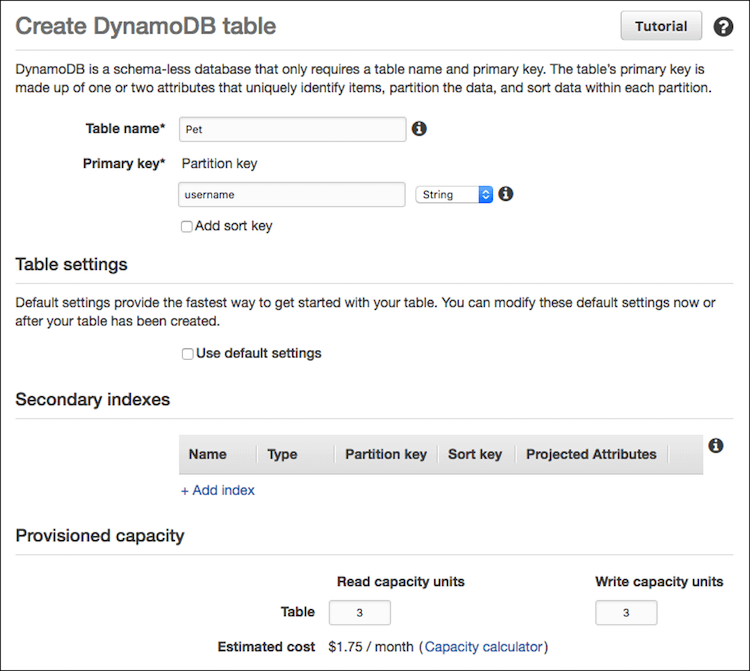 Create DynamoDB table
Tutorial
?
DynamoDB is a schema-less database that only requires a table name and primary key. The table's primary key is
made up of one or two attributes that uniquely identify items, partition the data, and sort data within each partition.
Table name* Pet
Primary key* Partition key
username String
Add sort key
Table settings
Default settings provide the fastest way to get started with your table. You can modify these default settings now or
after your table has been created.
Use default settings
Secondary indexes
Name Type Partition key Sort key Projected Attributes
+ Add index
Provisioned capacity
Read capacity units Write capacity units
Table 3 3
Estimated cost $1.75 / month (Capacity calculator)